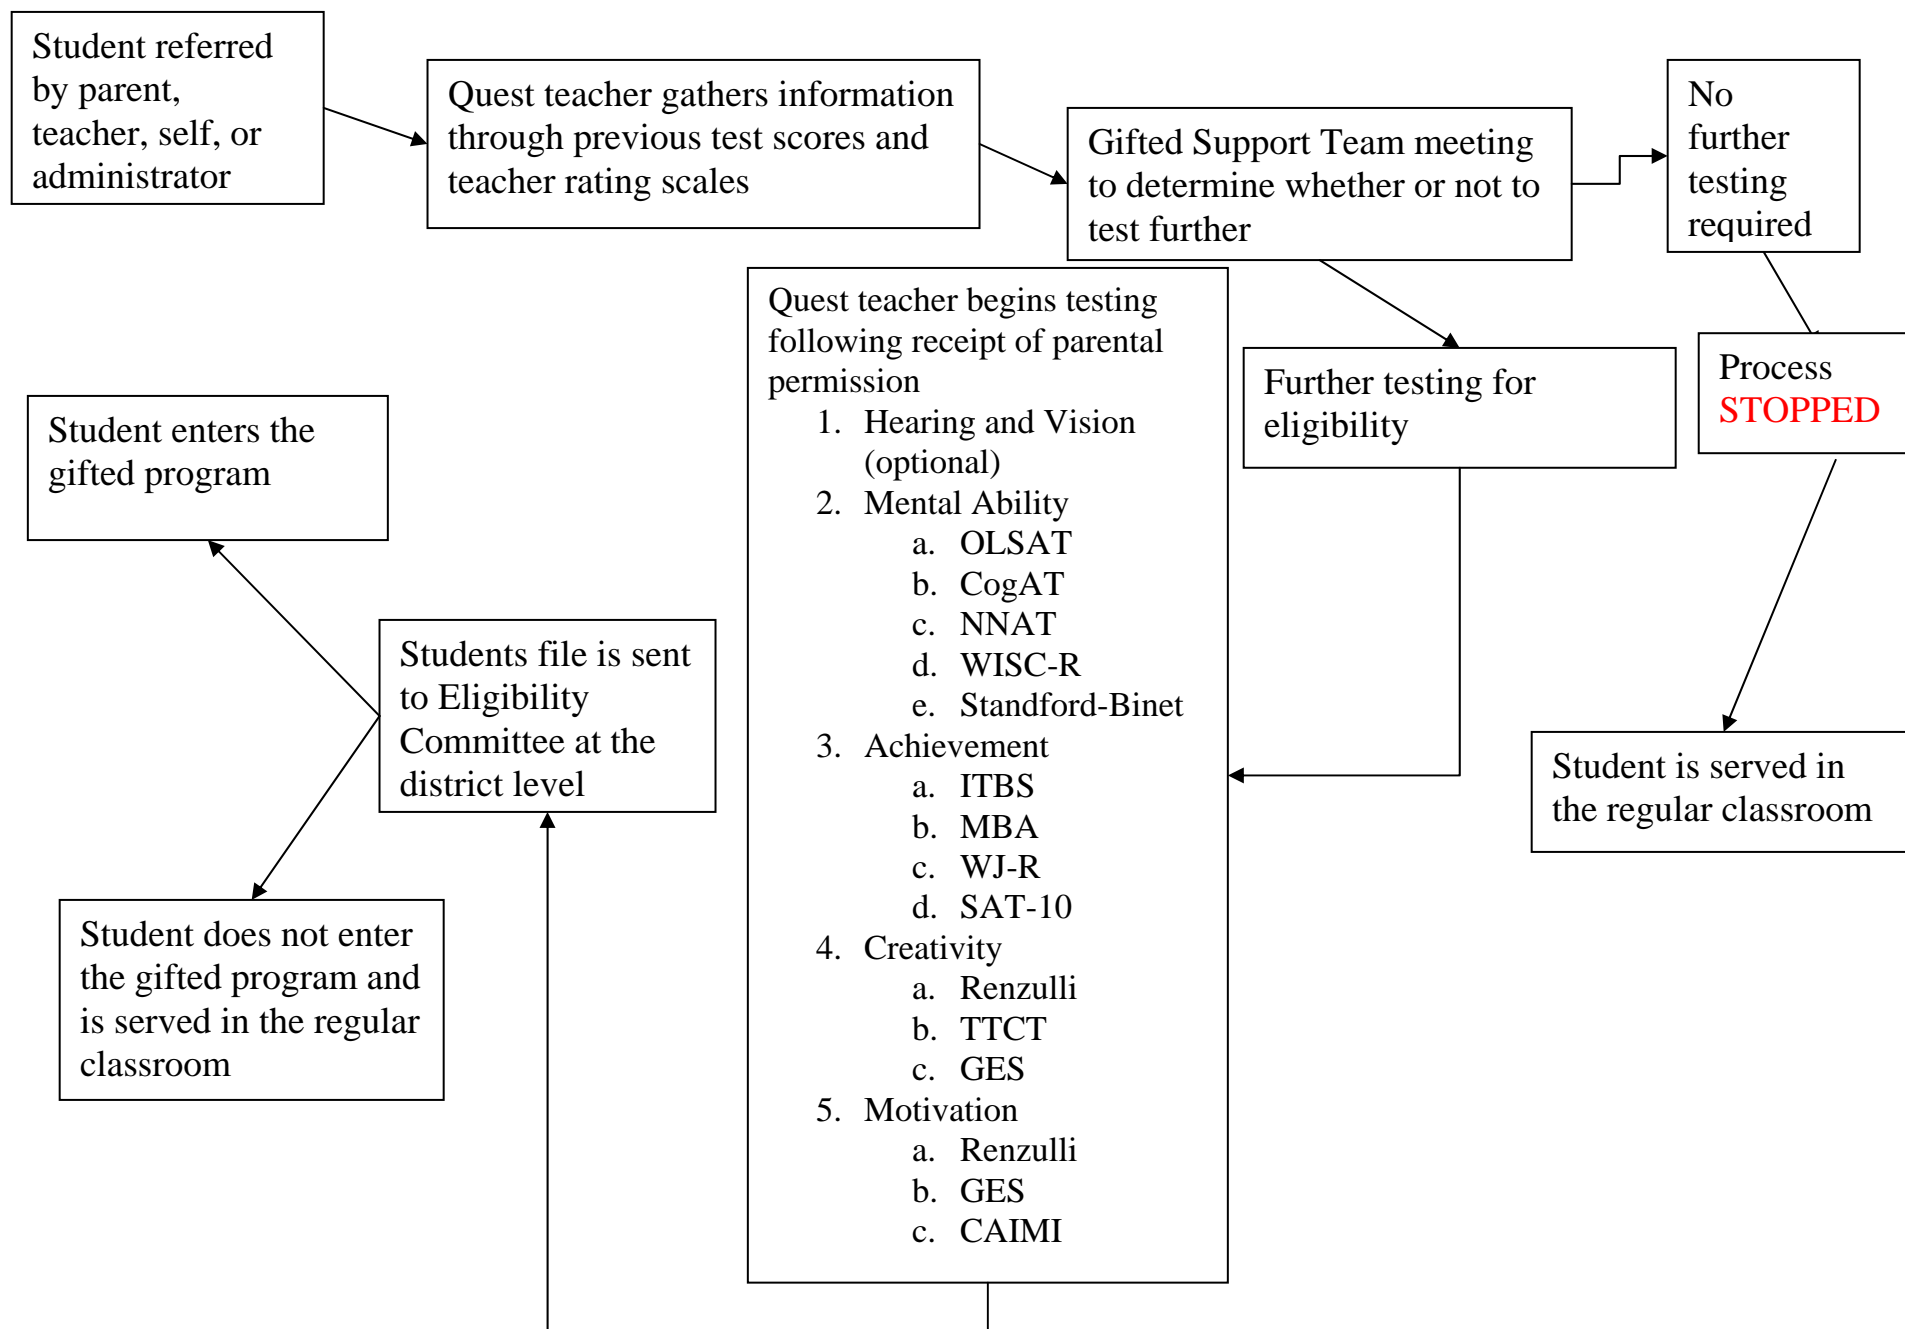 Student referred
by parent,
teacher, self, or
administrator
Quest teacher gathers information
through previous test scores and
teacher rating scales
Gifted Support Team meeting
to determine whether or not to
test further
No
further
testing
required
Process
STOPPED
Student is served in
the regular classroom
Further testing for
eligibility
Quest teacher begins testing
following receipt of parental
permission
1. Hearing and Vision
(optional)
2. Mental Ability
a. OLSAT
b. CogAT
c. NNAT
d. WISC-R
e. Standford-Binet
3. Achievement
a. ITBS
b. MBA
c. WJ-R
d. SAT-10
4. Creativity
a. Renzulli
b. TTCT
c. GES
5. Motivation
a. Renzulli
b. GES
c. CAIMI
Students file is sent
to Eligibility
Committee at the
district level
Student enters the
gifted program
Student does not enter
the gifted program and
is served in the regular
classroom